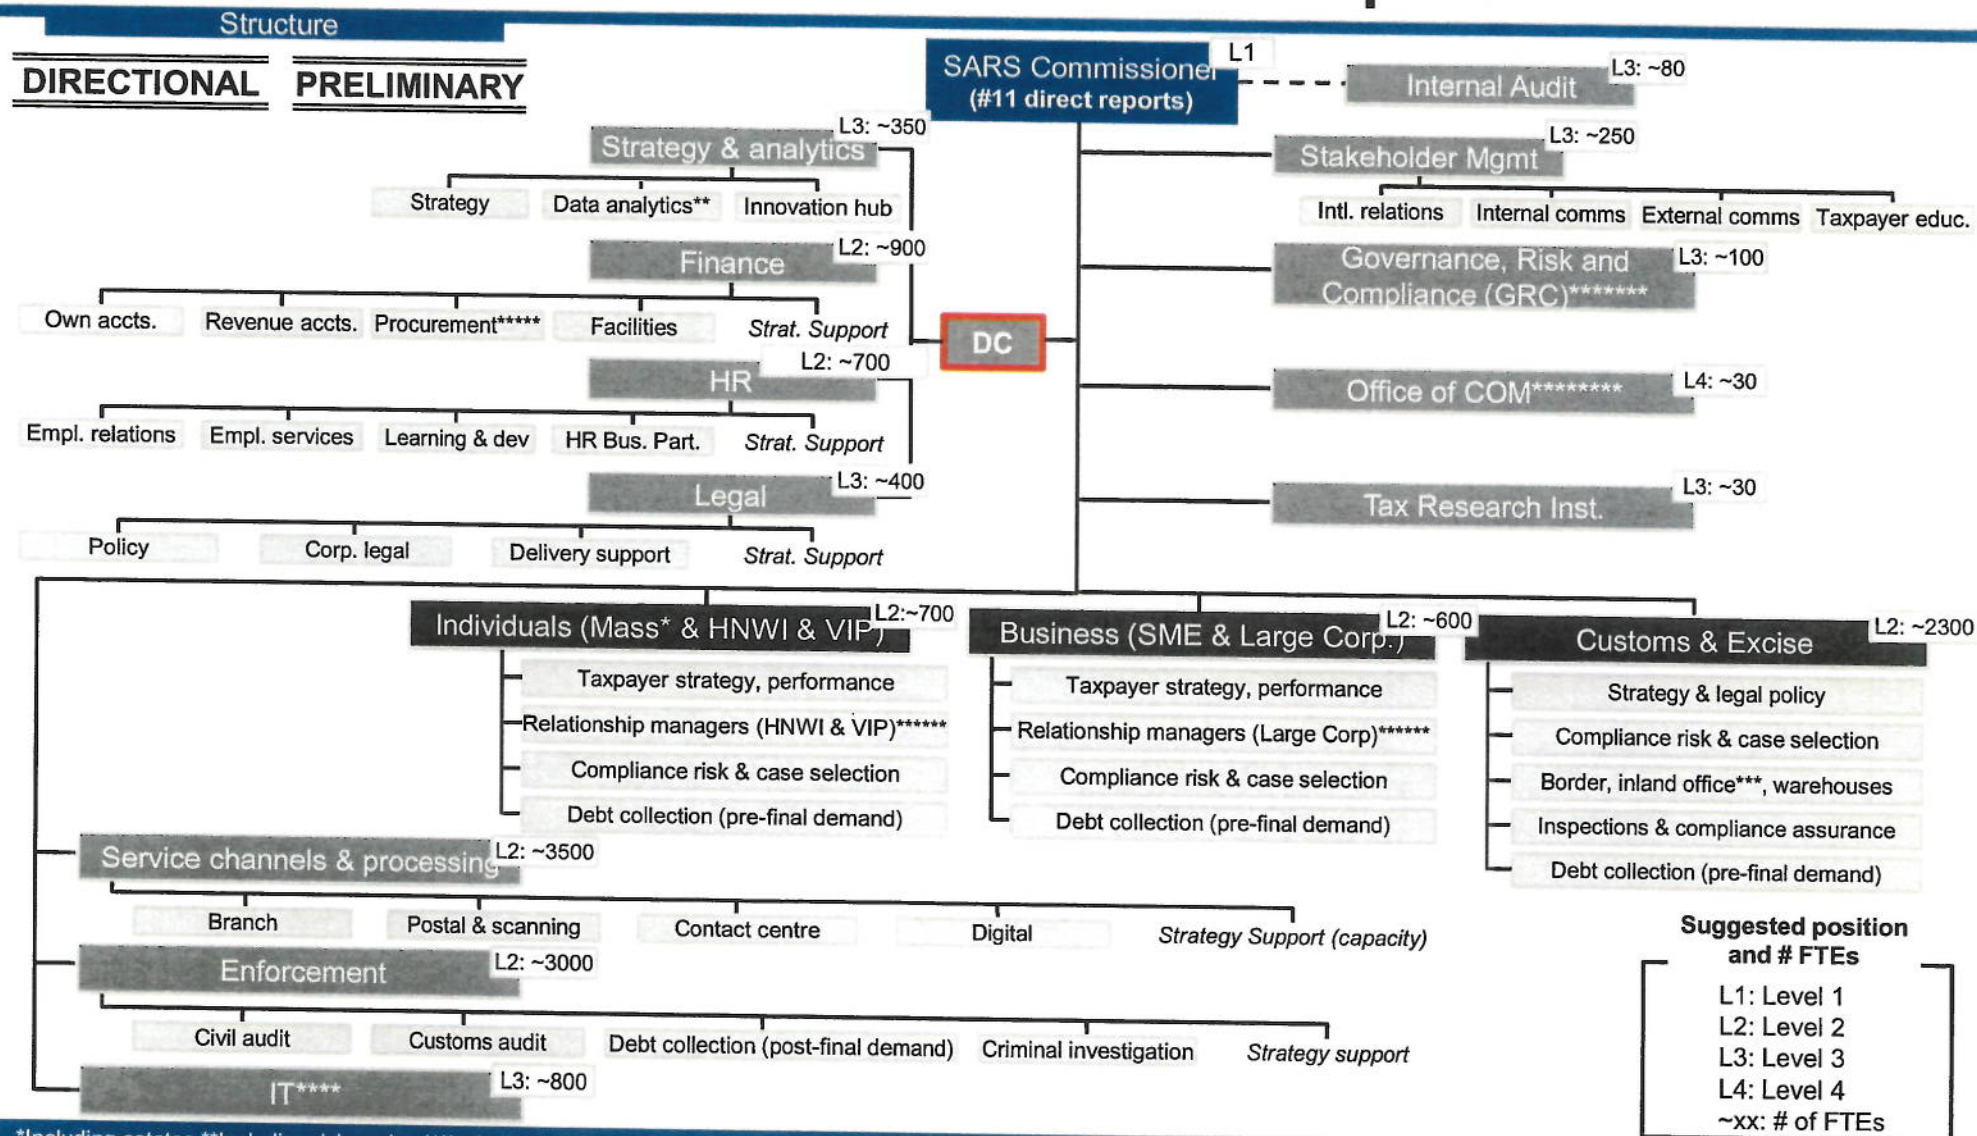 Structure
DIRECTIONAL PRELIMINARY
SARS Commissioner
(#11 direct reports)
L1
Internal Audit
L3: ~80
Strategy & analytics
L3: ~350
Strategy
Data analytics**
Innovation hub
Stakeholder Mgmt
L3: ~250
Intl. relations
Internal comms
External comms
Taxpayer educ.
Finance
L2: ~900
Own accts.
Revenue accts.
Procurement*****
Facilities
Strat. Support
Governance, Risk and
Compliance (GRC)*******
L3: ~100
DC
HR
L2: ~700
Empl. relations
Empl. services
Learning & dev
HR Bus. Part.
Strat. Support
Office of COM********
L4: ~30
Legal
L3: ~400
Policy
Corp. legal
Delivery support
Strat. Support
Tax Research Inst.
L3: ~30
Individuals (Mass* & HNWI & VIP)
L2:~700
Taxpayer strategy, performance
Relationship managers (HNWI & VIP)******
Compliance risk & case selection
Debt collection (pre-final demand)
Business (SME & Large Corp.)
L2: ~600
Taxpayer strategy, performance
Relationship managers (Large Corp)******
Compliance risk & case selection
Debt collection (pre-final demand)
Customs & Excise
L2: ~2300
Strategy & legal policy
Compliance risk & case selection
Border, inland office***, warehouses
Inspections & compliance assurance
Debt collection (pre-final demand)
Service channels & processing
L2: ~3500
Branch
Postal & scanning
Contact centre
Digital
Strategy Support (capacity)
Enforcement
L2: ~3000
Civil audit
Customs audit
Debt collection (post-final demand)
Criminal investigation
Strategy support
IT****
L3: ~800
Suggested position
and # FTEs
L1: Level 1
L2: Level 2
L3: Level 3
L4: Level 4
~xx: # of FTEs